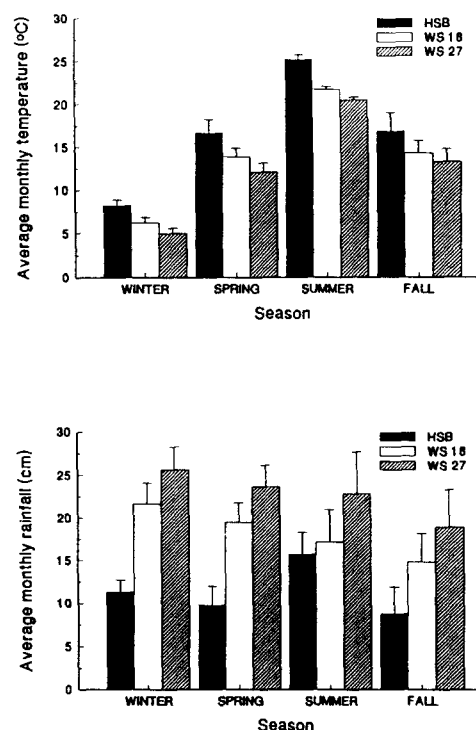 Average monthly temperature (oC)
30
25
20
15
10
5
0
HSB
WS 18
WS 27
WINTER SPRING SUMMER FALL
Season
Average monthly rainfall (cm)
30
25
20
15
10
5
0
HSB
WS 18
WS 27
WINTER SPRING SUMMER FALL
Season